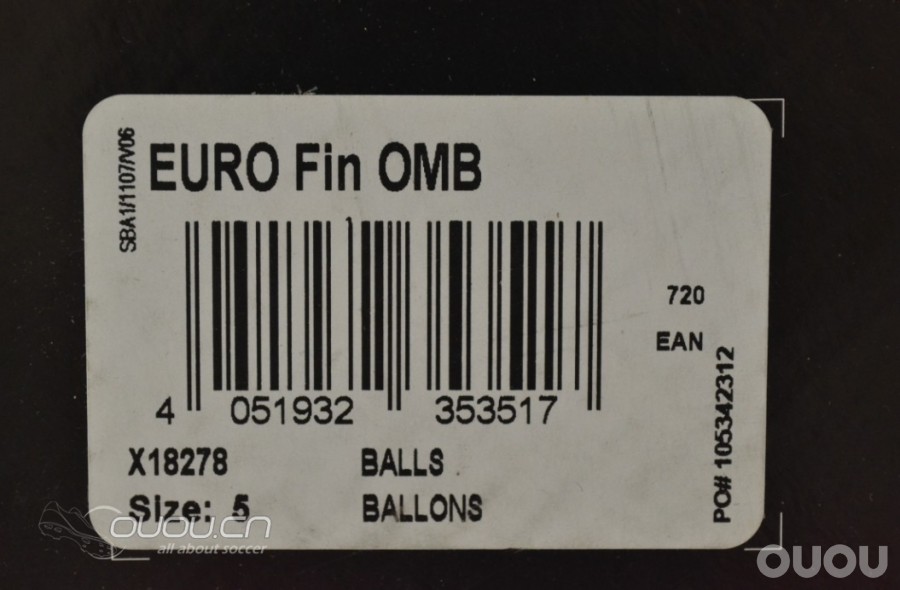 SBA1/1107/V06
EURO Fin OMB
720
EAN
4 051932 353517
PO# 105342312
X18278 BALLS
Size: 5 BALLONS
ouou.cn
all about soccer
OUOU